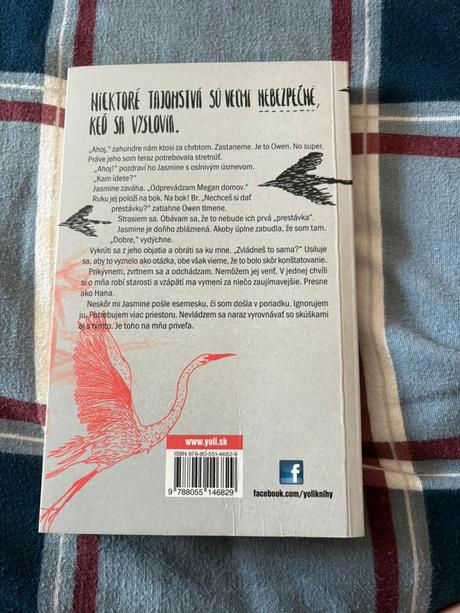 NIEKTORÉ TAJOMSTVÁ SÚ VEĽMI NEBEZPEČNÉ,
KEĎ SA VYSLOVIA.
„Ahoj,“ zahundre nám ktosi za chrbtom. Zastaneme. Je to Owen. No super.
Práve jeho som teraz potrebovala stretnúť.
„Ahoj!“ pozdraví ho Jasmine s oslnivým úsmevom.
„Kam idete?“
Jasmine zaváha. „Odprevádzam Megan domov.“
Ruku jej položí na bok. Na bok! Br. „Nechceš si dať
prestávku?“ zatiahne Owen tlmene.
Strasiem sa. Obávam sa, že to nebude ich prvá „prestávka“.
Jasmine je doňho zbláznená. Akoby úplne zabudla, že som tam.
„Dobre,“ vydýchne.
Vykrúti sa z jeho objatia a obráti sa ku mne. „Zvládneš to sama?“ Usiluje
sa, aby to vyznelo ako otázka, obe však vieme, že to bolo skôr konštatovanie.
Prikývnem, zvrtnem sa a odchádzam. Nemôžem jej veriť. V jednej chvíli
si o mňa robí starosti a vzápätí ma vymení za niečo zaujímavejšie. Presne
ako Hana.
Neskôr mi Jasmine pošle esemesku, či som došla v poriadku. Ignorujem
ju. Potrebujem viac priestoru. Nevládzem sa naraz vyrovnávať so skúškami
aj s týmto. Je toho na mňa priveľa.
www.yoli.sk
ISBN 978-80-551-4682-9
9 788055 146829
f
facebook.com/yoliknihy